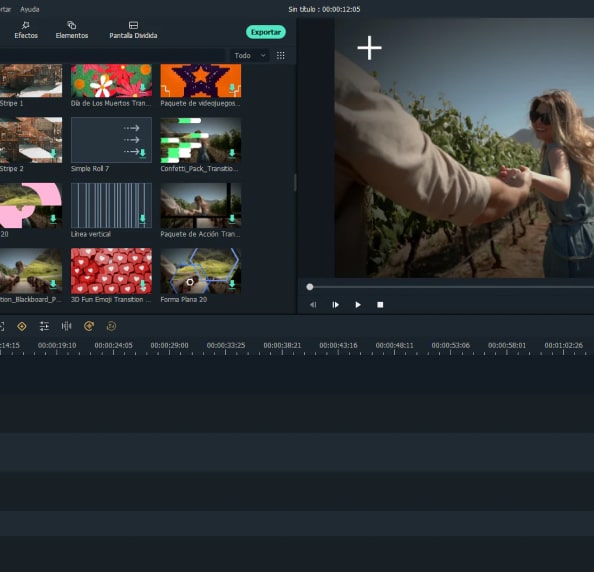 rtar Ayuda
Sin título : 00:00:12:05
Efectos Elementos Pantalla Dividida Exportar
Todo
Stripe 1 Día de Los Muertos Tran... Paquete de videojuegos...
Stripe 2 Simple Roll 7 Confetti_Pack_Transitio...
20 Línea vertical Paquete de Acción Tran...
tion_Blackboard_P... 3D Fun Emoji Transition ... Forma Plana 20
:14:15 00:00:19:10 00:00:24:05 00:00:29:00 00:00:33:25 00:00:38:21 00:00:43:16 00:00:48:11 00:00:53:06 00:00:58:01 00:01:02:26